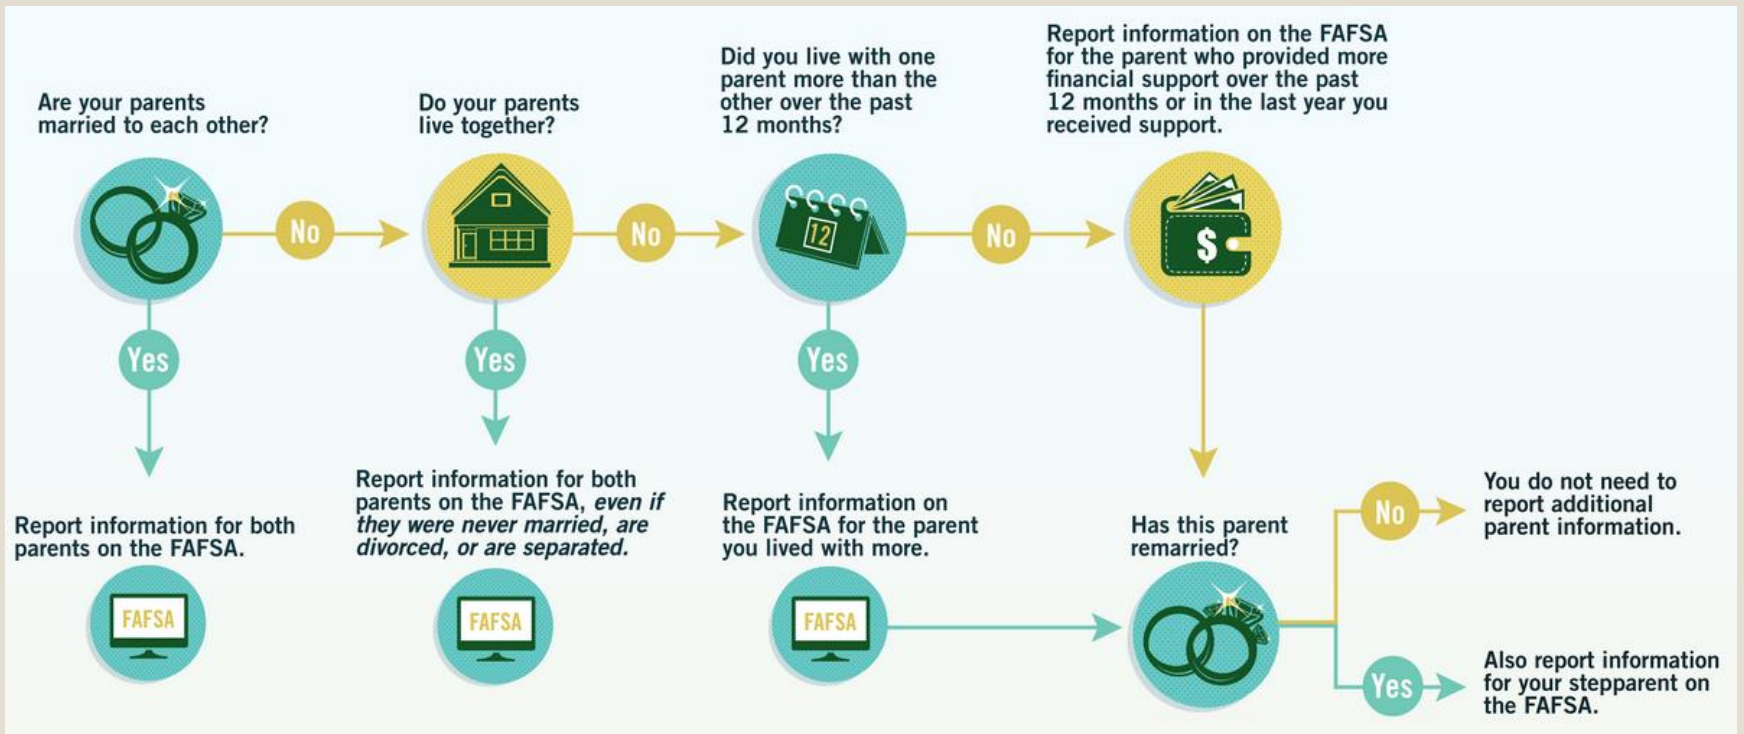 Are your parents
married to each other?
Do your parents
live together?
Did you live with one
parent more than the
other over the past
12 months?
Report information on the FAFSA
for the parent who provided more
financial support over the past
12 months or in the last year you
received support.
No
No
12
No
$
Yes
Yes
Yes
Report information for both
parents on the FAFSA.
Report information for both
parents on the FAFSA, even if
they were never married, are
divorced, or are separated.
Report information on
the FAFSA for the parent
you lived with more.
Has this parent
remarried?
No
You do not need to
report additional
parent information.
FAFSA
FAFSA
FAFSA
Yes
Also report information
for your stepparent on
the FAFSA.